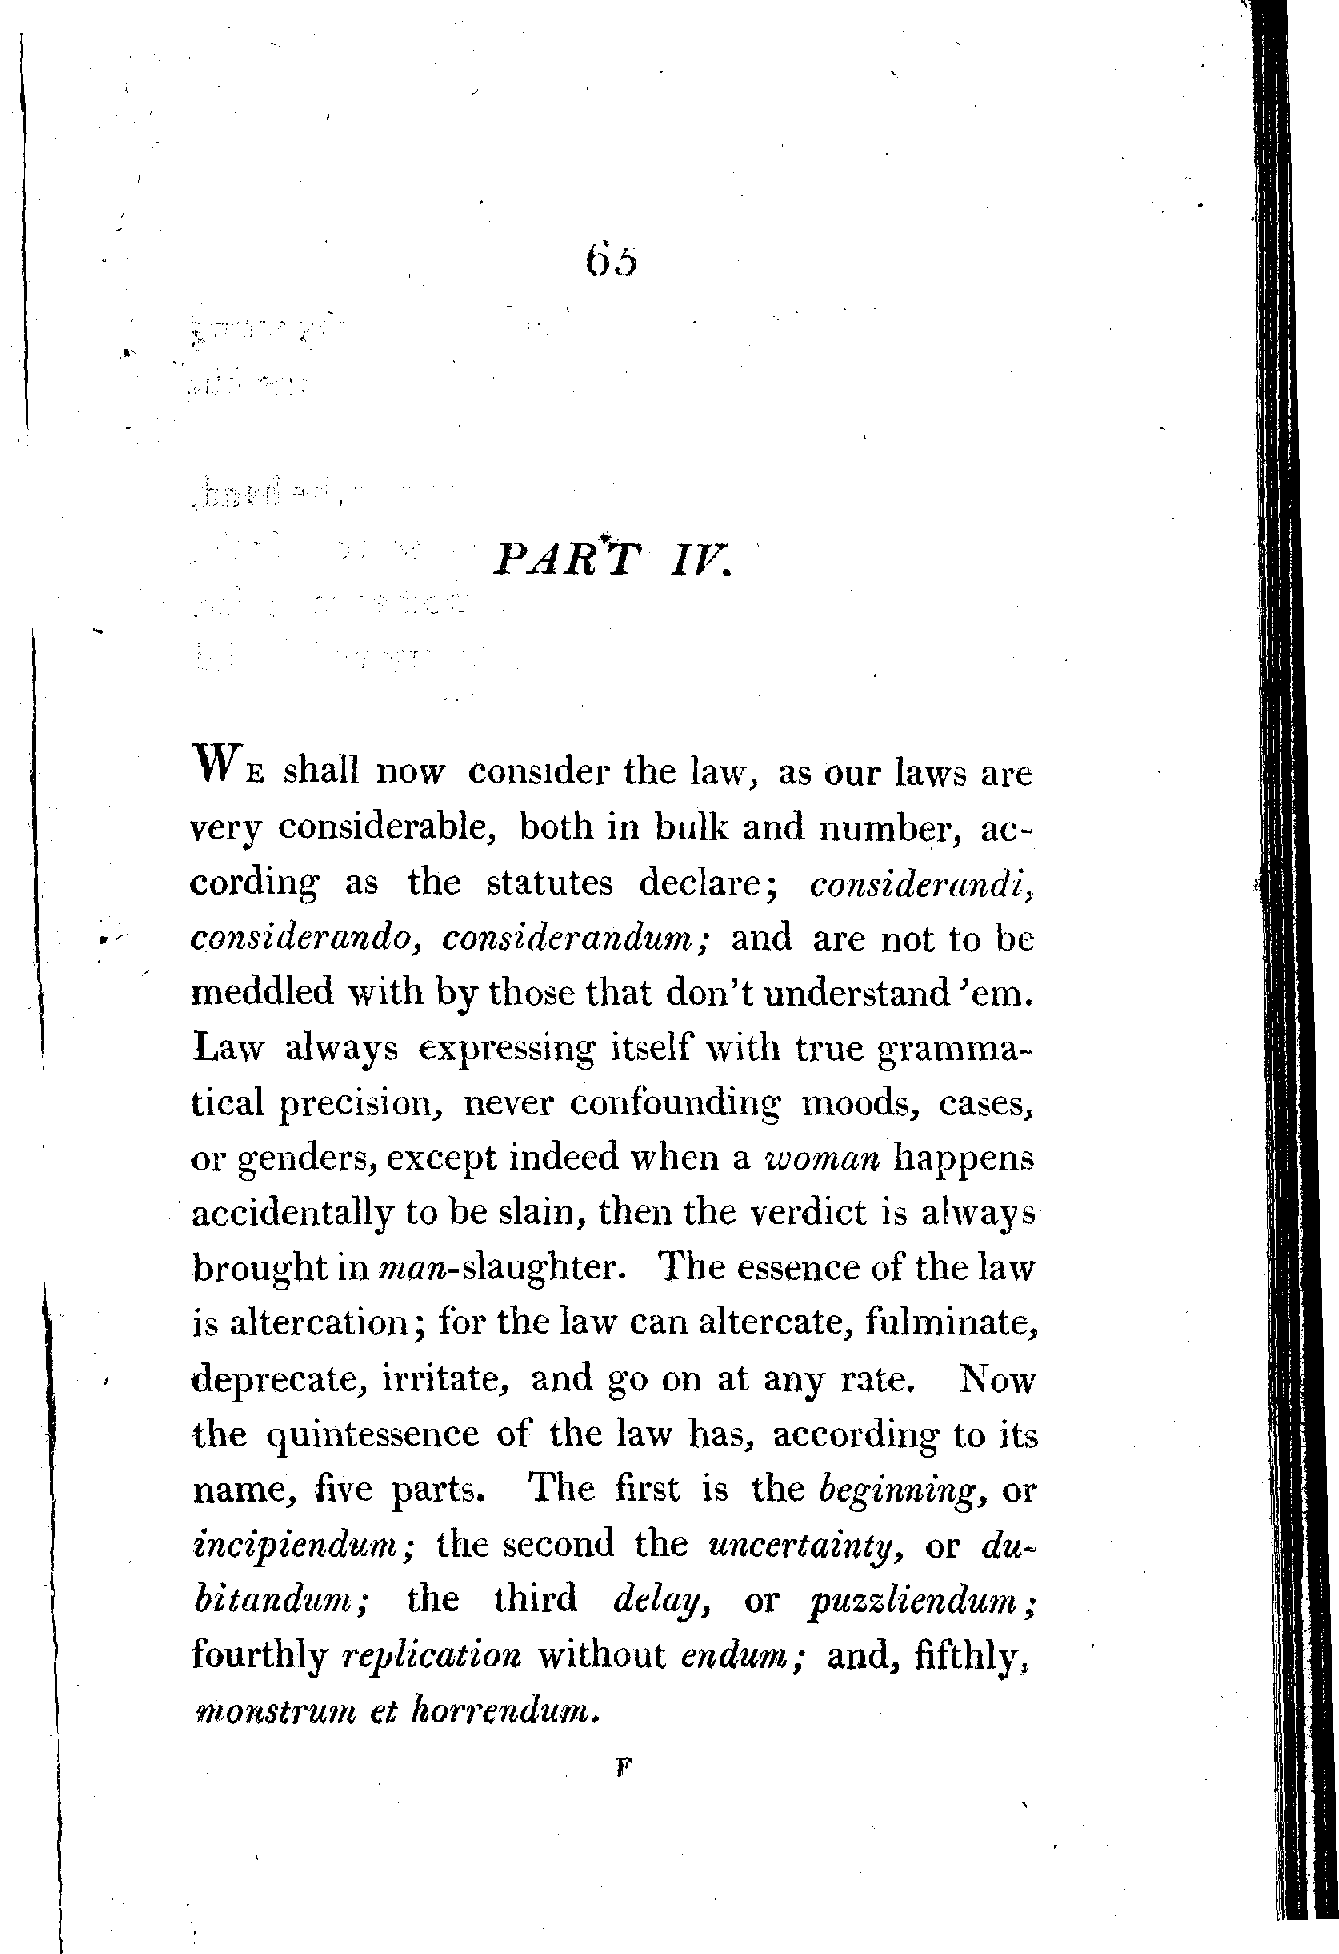 65
PART IV.
WE shall now consider the law, as our laws are
very considerable, both in bulk and number, ac-
cording as the statutes declare; considerandi,
considerando, considerandum; and are not to be
meddled with by those that don't understand 'em.
Law always expressing itself with true gramma-
tical precision, never confounding moods, cases,
or genders, except indeed when a woman happens
accidentally to be slain, then the verdict is always
brought in man-slaughter. The essence of the law
is altercation; for the law can altercate, fulminate,
deprecate, irritate, and go on at any rate. Now
the quintessence of the law has, according to its
name, five parts. The first is the beginning, or
incipiendum; the second the uncertainty, or du-
bitandum; the third delay, or puzzliendum;
fourthly replication without endum; and, fifthly,
monstrum et horrendum.
F